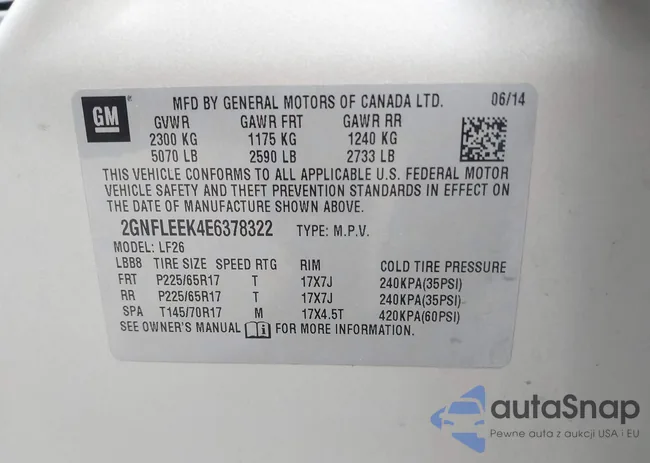 GM
MFD BY GENERAL MOTORS OF CANADA LTD. 06/14
GVWR GAWR FRT GAWR RR
2300 KG 1175 KG 1240 KG
5070 LB 2590 LB 2733 LB
THIS VEHICLE CONFORMS TO ALL APPLICABLE U.S. FEDERAL MOTOR
VEHICLE SAFETY AND THEFT PREVENTION STANDARDS IN EFFECT ON
THE DATE OF MANUFACTURE SHOWN ABOVE.
2GNFLEEK4E6378322 TYPE: M.P.V.
MODEL: LF26
LBB8 TIRE SIZE SPEED RTG RIM COLD TIRE PRESSURE
FRT P225/65R17 T 17X7J 240KPA(35PSI)
RR P225/65R17 T 17X7J 240KPA(35PSI)
SPA T145/70R17 M 17X4.5T 420KPA(60PSI)
SEE OWNER'S MANUAL FOR MORE INFORMATION.
autaSnap
Pewne auta z aukcji USA i EU